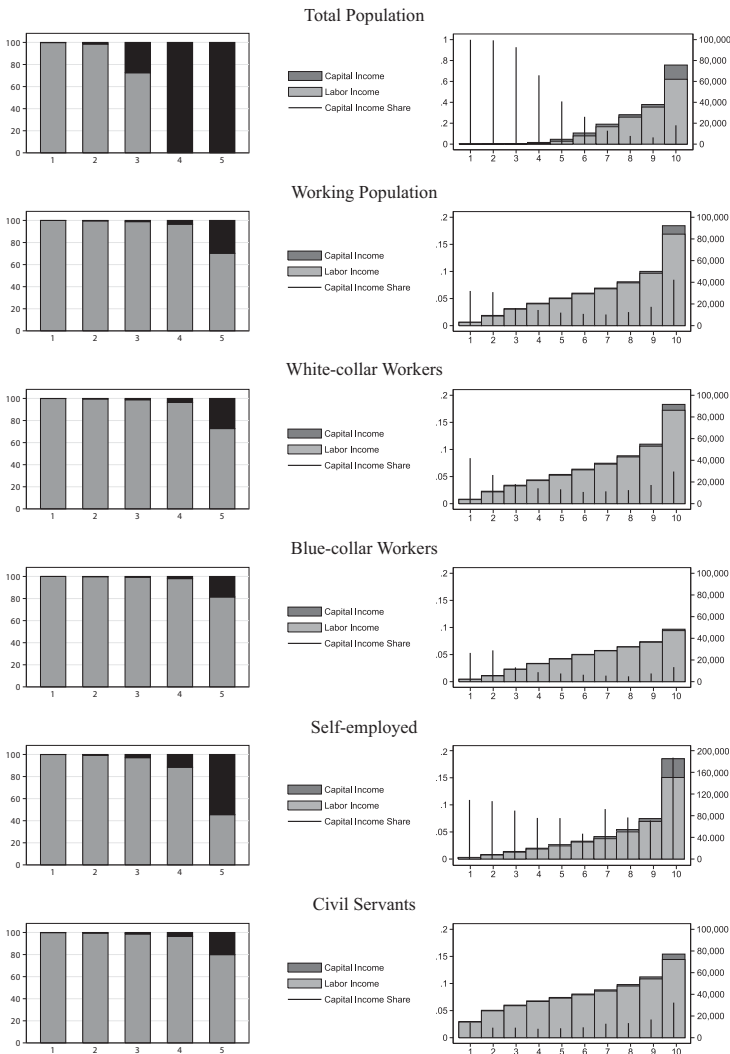 Total Population
100
80
60
40
20
0
1 2 3 4 5
Capital Income
Labor Income
Capital Income Share
1
.8
.6
.4
.2
0
100,000
80,000
60,000
40,000
20,000
0
1 2 3 4 5 6 7 8 9 10
Working Population
100
80
60
40
20
0
1 2 3 4 5
Capital Income
Labor Income
Capital Income Share
.2
.15
.1
.05
0
100,000
80,000
60,000
40,000
20,000
0
1 2 3 4 5 6 7 8 9 10
White-collar Workers
100
80
60
40
20
0
1 2 3 4 5
Capital Income
Labor Income
Capital Income Share
.2
.15
.1
.05
0
100,000
80,000
60,000
40,000
20,000
0
1 2 3 4 5 6 7 8 9 10
Blue-collar Workers
100
80
60
40
20
0
1 2 3 4 5
Capital Income
Labor Income
Capital Income Share
.2
.15
.1
.05
0
100,000
80,000
60,000
40,000
20,000
0
1 2 3 4 5 6 7 8 9 10
Self-employed
100
80
60
40
20
0
1 2 3 4 5
Capital Income
Labor Income
Capital Income Share
.2
.15
.1
.05
0
200,000
160,000
120,000
80,000
40,000
0
1 2 3 4 5 6 7 8 9 10
Civil Servants
100
80
60
40
20
0
1 2 3 4 5
Capital Income
Labor Income
Capital Income Share
.2
.15
.1
.05
0
100,000
80,000
60,000
40,000
20,000
0
1 2 3 4 5 6 7 8 9 10